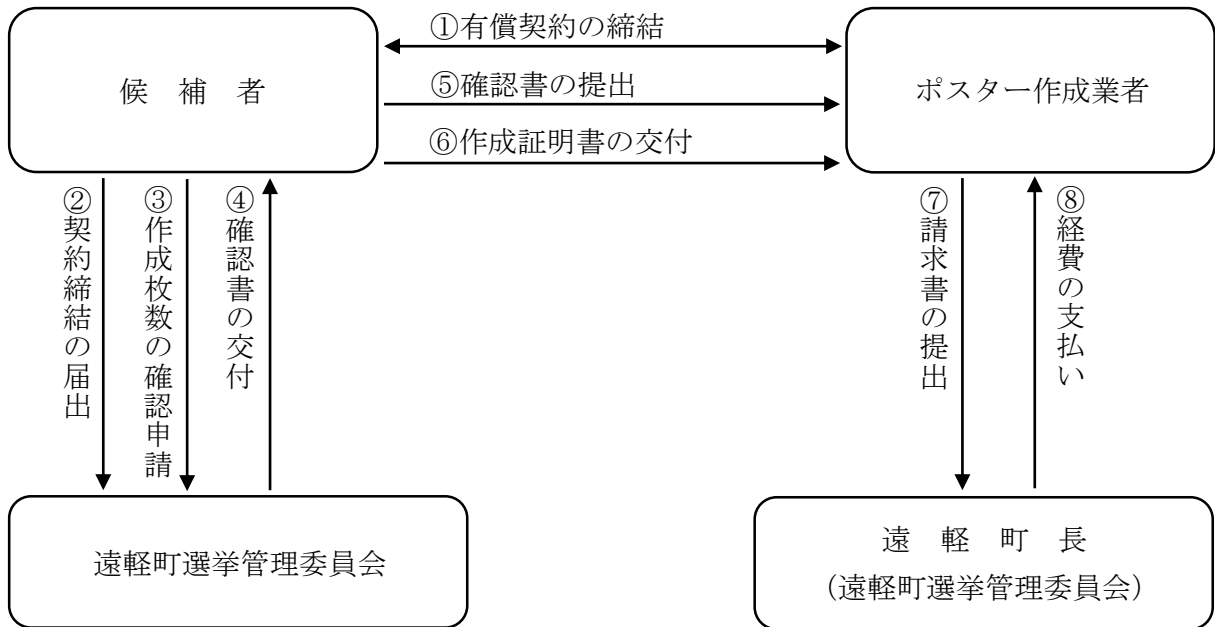 ①有償契約の締結
候　補　者
⑤確認書の提出
ポスター作成業者
⑥作成証明書の交付
②契約締結の届出
③作成枚数の確認申請
④確認書の交付
⑦請求書の提出
⑧経費の支払い
遠軽町選挙管理委員会
遠　軽　町　長
(遠軽町選挙管理委員会)